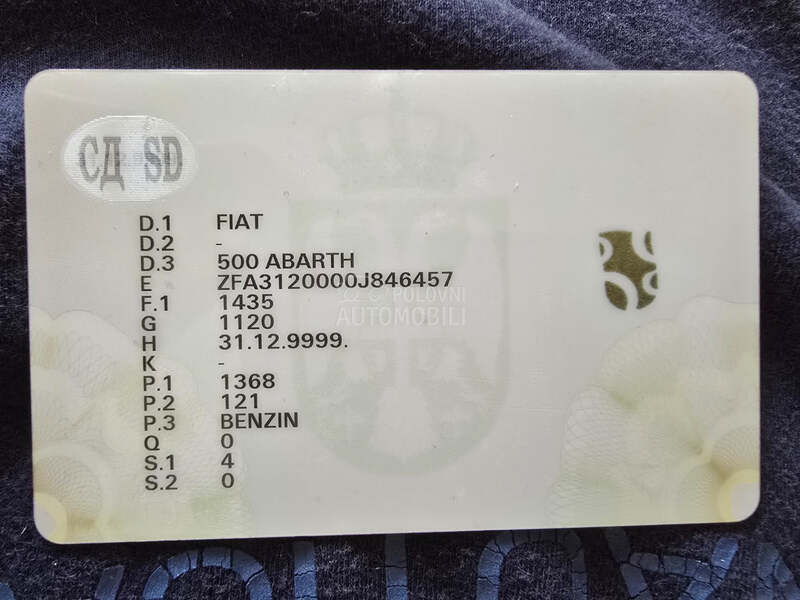 СД SD
D.1 FIAT
D.2 -
D.3 500 ABARTH
E ZFA3120000J846457
F.1 1435
POLOVNI
G 1120
AUTOMOBILI
H 31.12.9999.
K -
P.1 1368
P.2 121
P.3 BENZIN
Q 0
S.1 4
S.2 0